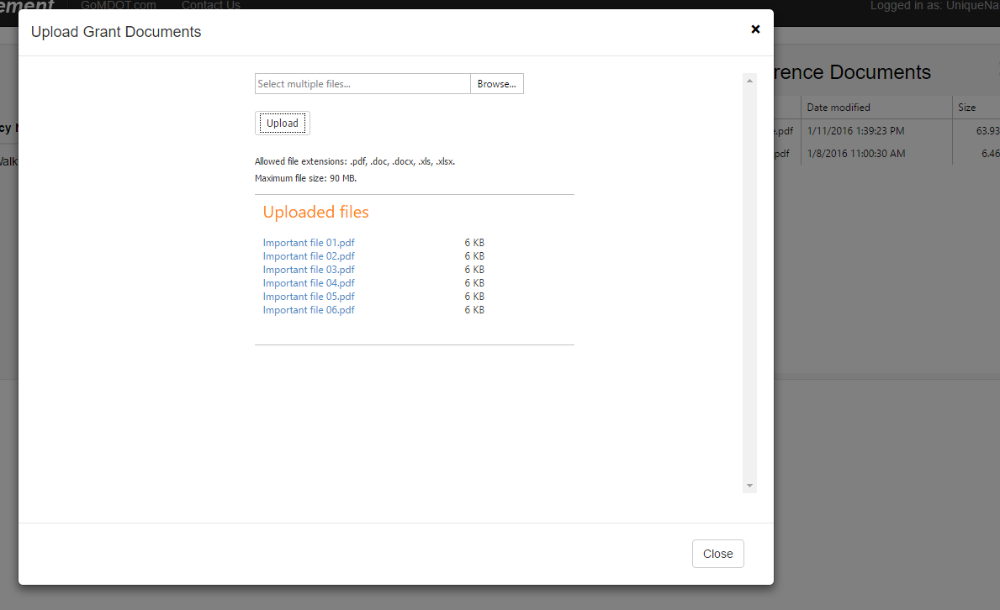 GoMDOT.com Contact Us Logged in as:
Upload Grant Documents
Select multiple files... Browse...
Upload
Allowed file extensions: .pdf, .doc, .docx, .xls, .xlsx.
Maximum file size: 90 MB.
Uploaded files
Important file 01.pdf 6 KB
Important file 02.pdf 6 KB
Important file 03.pdf 6 KB
Important file 04.pdf 6 KB
Important file 05.pdf 6 KB
Important file 06.pdf 6 KB
Close
rence Documents
Date modified Size
.pdf 1/11/2016 1:39:23 PM 63.93
pdf 1/8/2016 11:00:30 AM 6.46